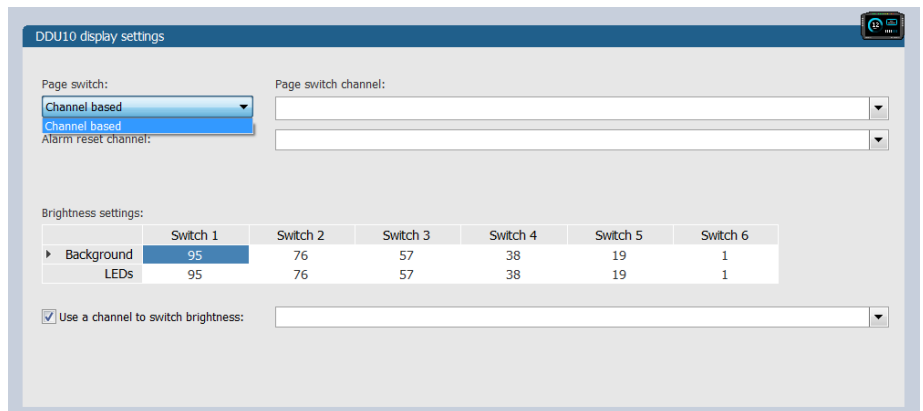 DDU10 display settings
12
Page switch: Page switch channel:
Channel based
Channel based
Alarm reset channel:
Brightness settings:
Switch 1 Switch 2 Switch 3 Switch 4 Switch 5 Switch 6
Background 95 76 57 38 19 1
LEDs 95 76 57 38 19 1
Use a channel to switch brightness: